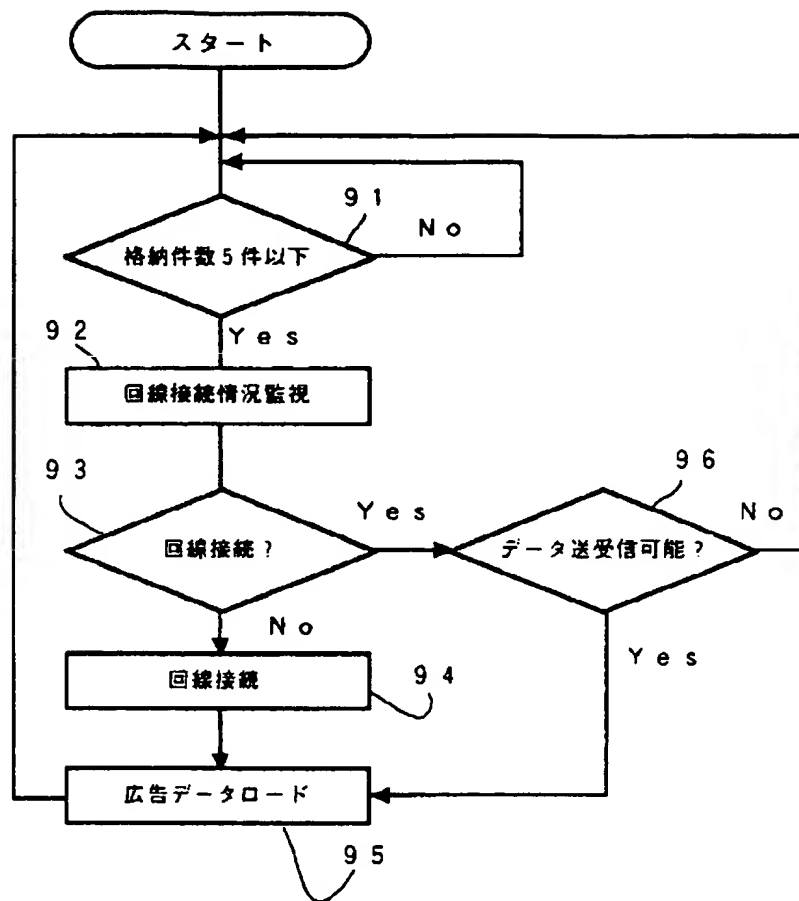 スタート
91
No
格納件数5件以下
Yes
92
回線接続情況監視
93
96
Yes
No
回線接続?
データ送受信可能?
No
Yes
回線接続
94
広告データロード
95